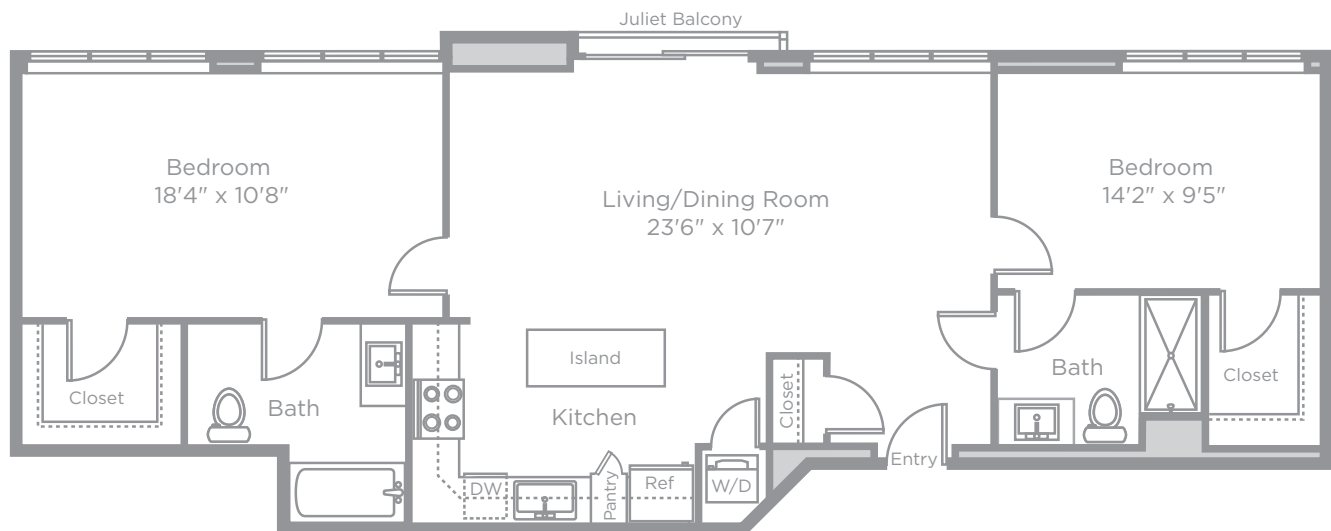 Juliet Balcony
Bedroom
18'4" x 10'8"
Living/Dining Room
23'6" x 10'7"
Bedroom
14'2" x 9'5"
Closet
Bath
Island
Kitchen
Closet
Bath
Closet
DW
Pantry
Ref
W/D
Entry